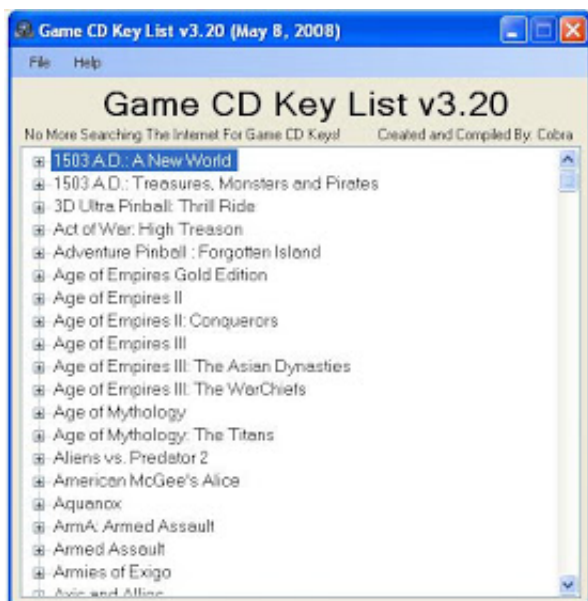 Game CD Key List v3.20 (May 8, 2008)
File Help
Game CD Key List v3.20
No More Searching The Internet For Game CD Keys! Created and Compiled By: Cobra
1503 A.D.: A New World
1503 A.D.: Treasures, Monsters and Pirates
3D Ultra Pinball: Thrill Ride
Act of War: High Treason
Adventure Pinball : Forgotten Island
Age of Empires Gold Edition
Age of Empires II
Age of Empires II: Conquerors
Age of Empires III
Age of Empires III: The Asian Dynasties
Age of Empires III: The WarChiefs
Age of Mythology
Age of Mythology: The Titans
Aliens vs. Predator 2
American McGee's Alice
Aquanox
ArmA: Armed Assault
Armed Assault
Armies of Exigo
Axis and Allies